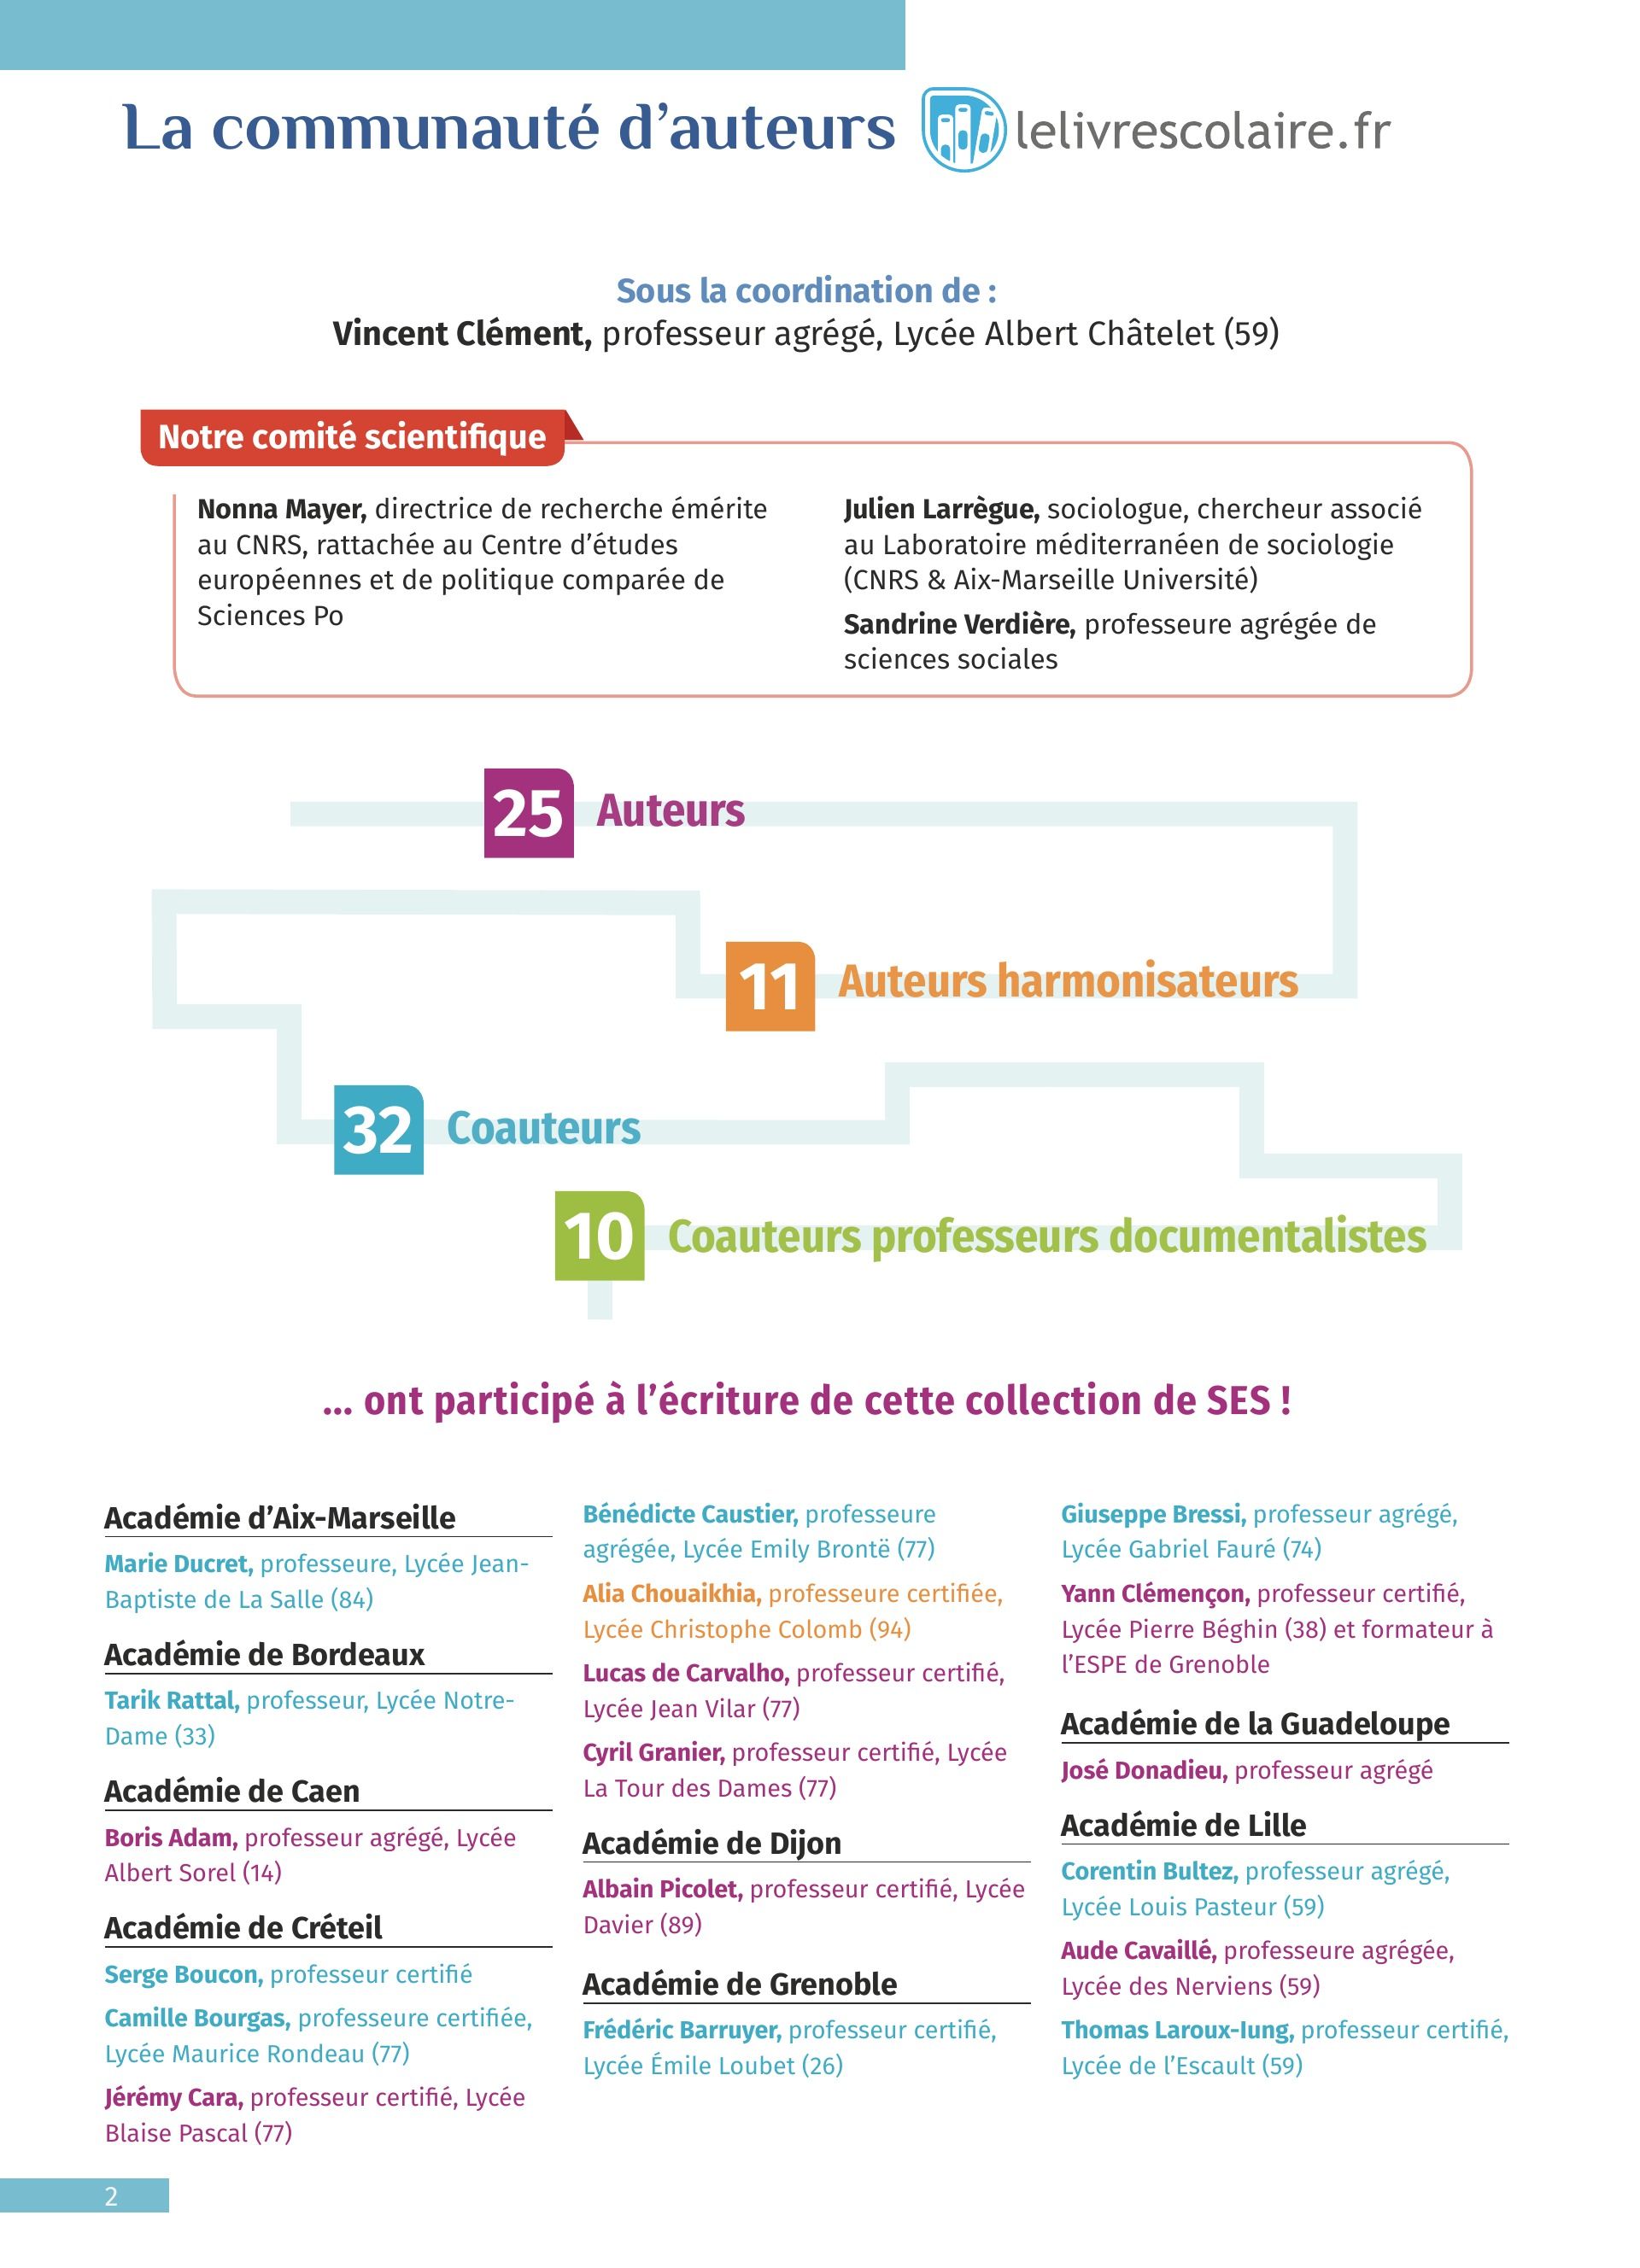 La communauté d’auteurs lelivrescolaire.fr
Sous la coordination de :
Vincent Clément, professeur agrégé, Lycée Albert Châtelet (59)
Notre comité scientifique
Nonna Mayer, directrice de recherche émérite
au CNRS, rattachée au Centre d’études
européennes et de politique comparée de
Sciences Po
Julien Larrègue, sociologue, chercheur associé
au Laboratoire méditerranéen de sociologie
(CNRS & Aix-Marseille Université)
Sandrine Verdière, professeure agrégée de
sciences sociales
25 Auteurs
11 Auteurs harmonisateurs
32 Coauteurs
10 Coauteurs professeurs documentalistes
... ont participé à l’écriture de cette collection de SES !
Académie d’Aix-Marseille
Marie Ducret, professeure, Lycée Jean-
Baptiste de La Salle (84)
Académie de Bordeaux
Tarik Rattal, professeur, Lycée Notre-
Dame (33)
Académie de Caen
Boris Adam, professeur agrégé, Lycée
Albert Sorel (14)
Académie de Créteil
Serge Boucon, professeur certifié
Camille Bourgas, professeure certifiée,
Lycée Maurice Rondeau (77)
Jérémy Cara, professeur certifié, Lycée
Blaise Pascal (77)
Bénédicte Caustier, professeure
agrégée, Lycée Emily Brontë (77)
Alia Chouaikhia, professeure certifiée,
Lycée Christophe Colomb (94)
Lucas de Carvalho, professeur certifié,
Lycée Jean Vilar (77)
Cyril Granier, professeur certifié, Lycée
La Tour des Dames (77)
Académie de Dijon
Albain Picolet, professeur certifié, Lycée
Davier (89)
Académie de Grenoble
Frédéric Barruyer, professeur certifié,
Lycée Émile Loubet (26)
Giuseppe Bressi, professeur agrégé,
Lycée Gabriel Fauré (74)
Yann Clémençon, professeur certifié,
Lycée Pierre Béghin (38) et formateur à
l’ESPE de Grenoble
Académie de la Guadeloupe
José Donadieu, professeur agrégé
Académie de Lille
Corentin Bultez, professeur agrégé,
Lycée Louis Pasteur (59)
Aude Cavaillé, professeure agrégée,
Lycée des Nerviens (59)
Thomas Laroux-Iung, professeur certifié,
Lycée de l’Escault (59)
2